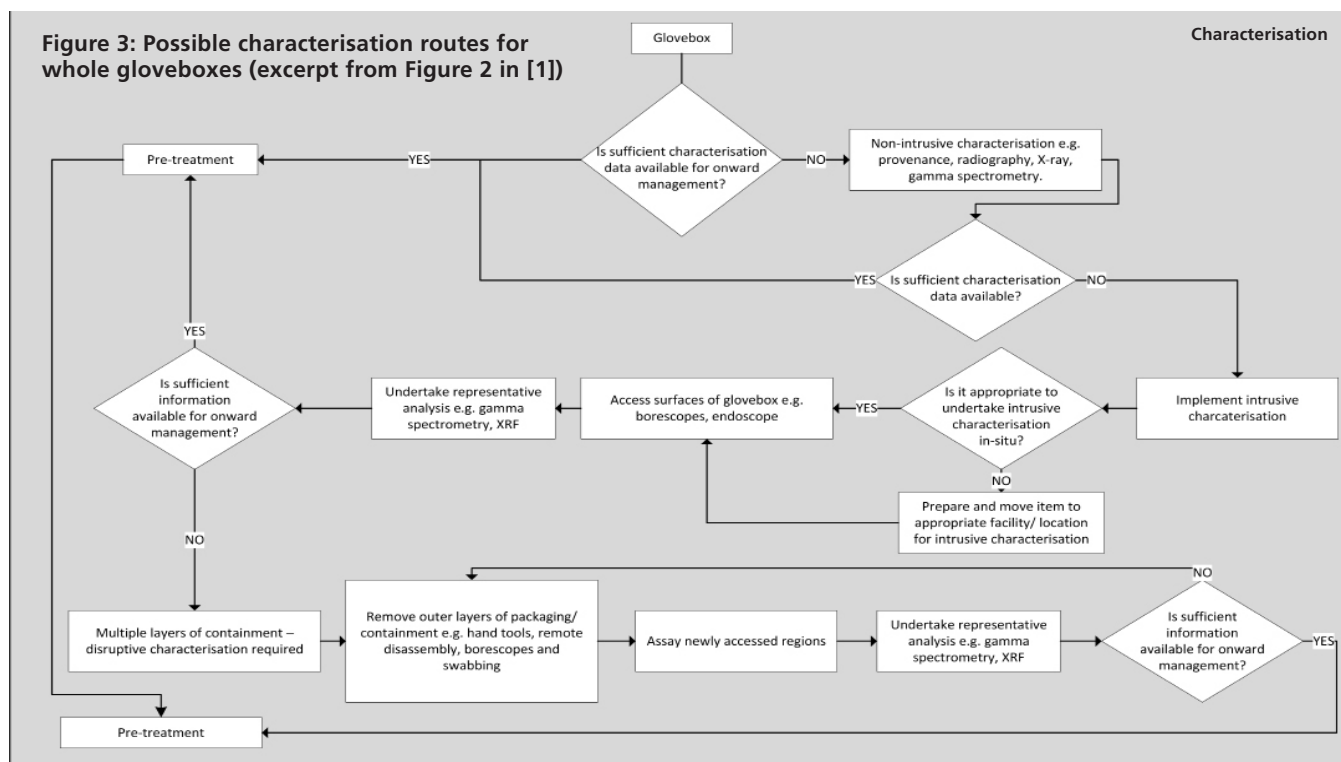 Figure 3: Possible characterisation routes for
whole gloveboxes (excerpt from Figure 2 in [1])
Characterisation
Glovebox
Is sufficient characterisation
data available for onward
management?
YES
NO
Pre-treatment
Non-intrusive characterisation e.g.
provenance, radiography, X-ray,
gamma spectrometry.
Is sufficient characterisation
data available?
YES
NO
Implement intrusive
charcaterisation
Is it appropriate to
undertake intrusive
characterisation
in-situ?
YES
NO
Prepare and move item to
appropriate facility/ location
for intrusive characterisation
Access surfaces of glovebox e.g.
borescopes, endoscope
Undertake representative
analysis e.g. gamma
spectrometry, XRF
Is sufficient
information
available for onward
management?
YES
NO
Multiple layers of containment –
disruptive characterisation required
Remove outer layers of packaging/
containment e.g. hand tools, remote
disassembly, borescopes and
swabbing
Assay newly accessed regions
Undertake representative
analysis e.g. gamma
spectrometry, XRF
Is sufficient
information
available for onward
management?
NO
YES
Pre-treatment